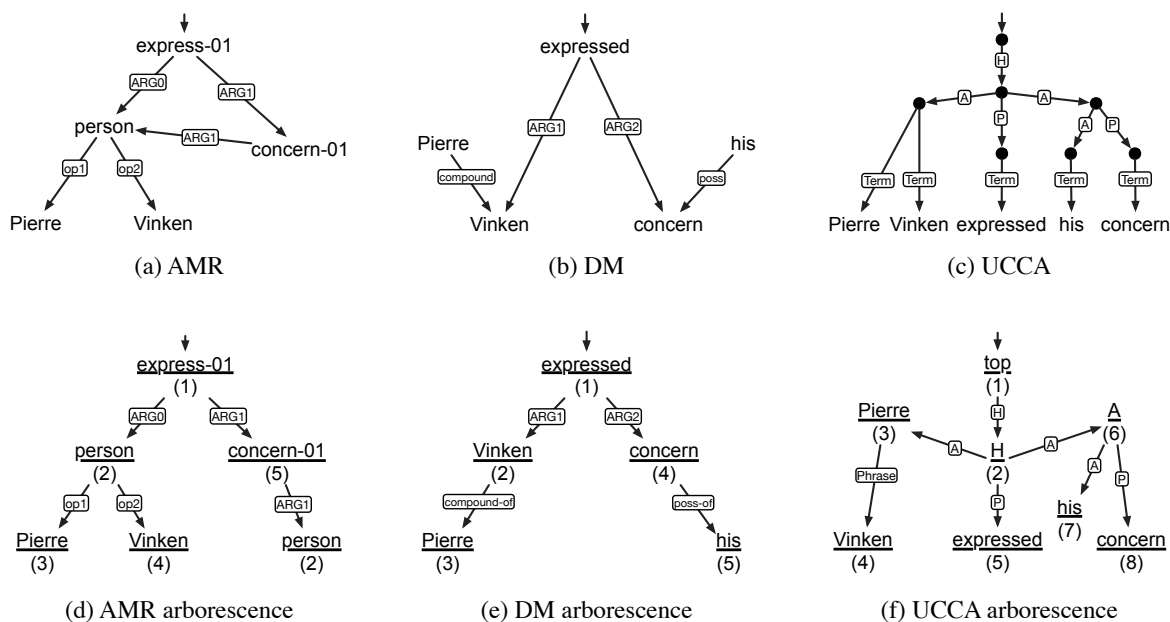 express-01
ARG0 ARG1
person
ARG1
concern-01
op1 op2
Pierre Vinken
(a) AMR
expressed
ARG1 ARG2
Pierre his
compound poss
Vinken concern
(b) DM
H
A A
P A P
Term Term Term Term Term
Pierre Vinken expressed his concern
(c) UCCA
express-01
(1)
ARG0 ARG1
person concern-01
(2) (5)
op1 op2 ARG1
Pierre Vinken person
(3) (4) (2)
(d) AMR arborescence
expressed
(1)
ARG1 ARG2
Vinken concern
(2) (4)
compound-of poss-of
Pierre his
(3) (5)
(e) DM arborescence
top
(1)
H
Pierre A
(3) (6)
A H A
(2)
Phrase P A P
his
(7)
Vinken expressed concern
(4) (5) (8)
(f) UCCA arborescence